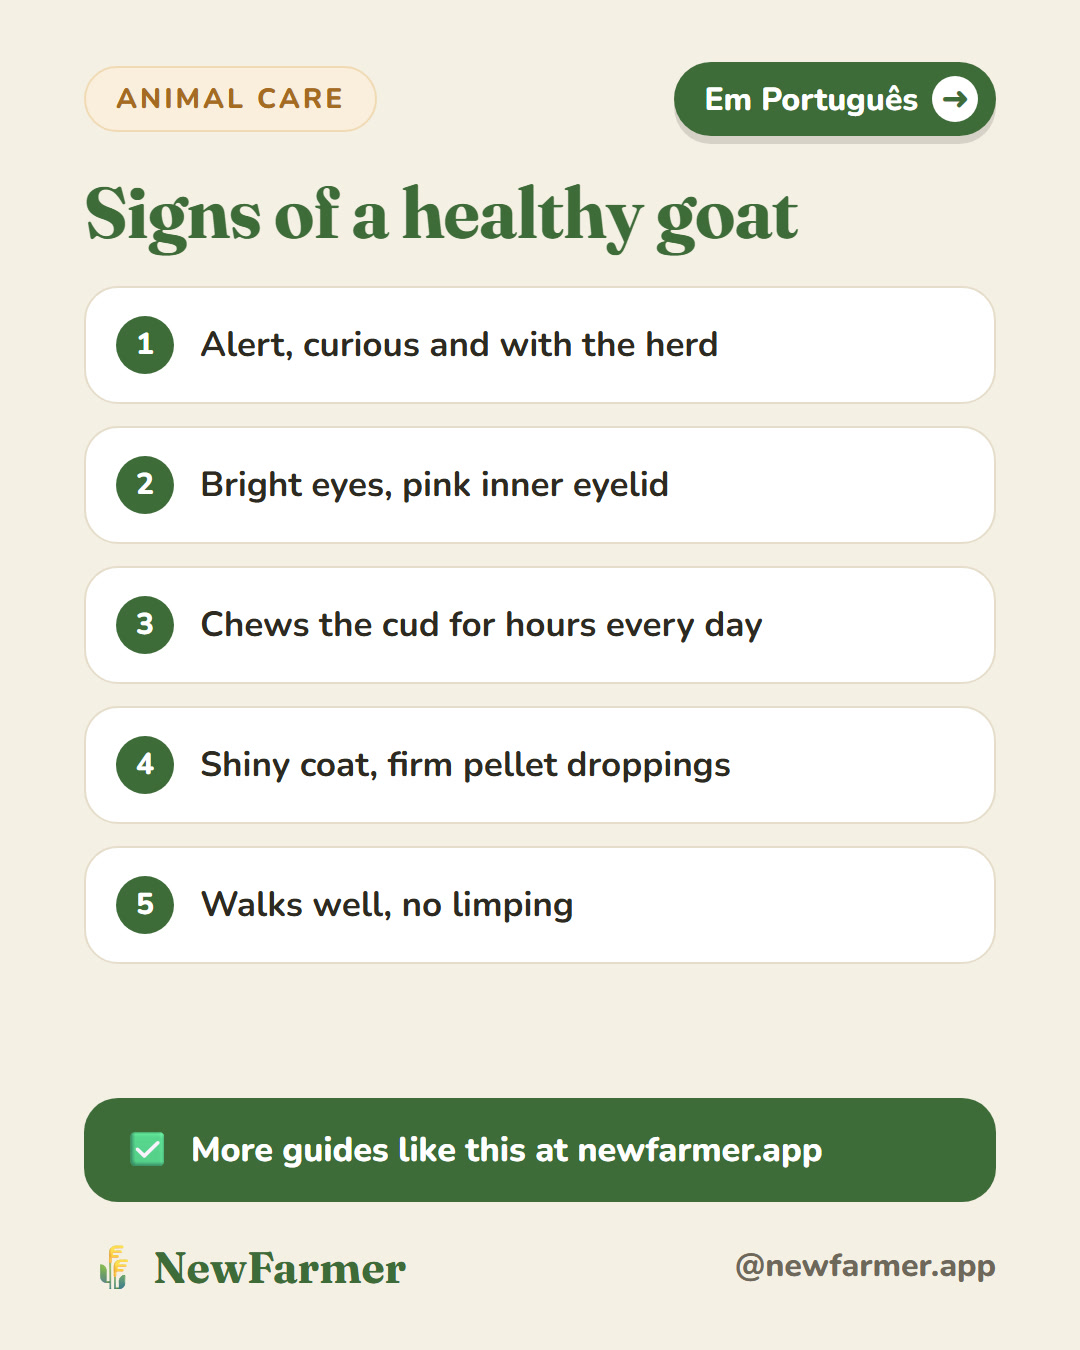 ANIMAL CARE
Em Português ➜
Signs of a healthy goat
1 Alert, curious and with the herd
2 Bright eyes, pink inner eyelid
3 Chews the cud for hours every day
4 Shiny coat, firm pellet droppings
5 Walks well, no limping
✅ More guides like this at newfarmer.app
NewFarmer
@newfarmer.app